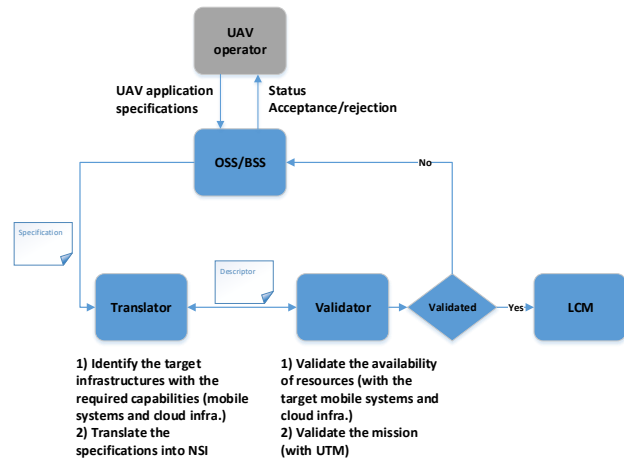 UAV
operator
UAV application
specifications
Status
Acceptance/rejection
OSS/BSS
No
Specification
Descriptor
Translator
Validator
Validated
Yes
LCM
1) Identify the target
infrastructures with the
required capabilities (mobile
systems and cloud infra.)
2) Translate the
specifications into NSI
1) Validate the availability
of resources (with the
target mobile systems and
cloud infra.)
2) Validate the mission
(with UTM)